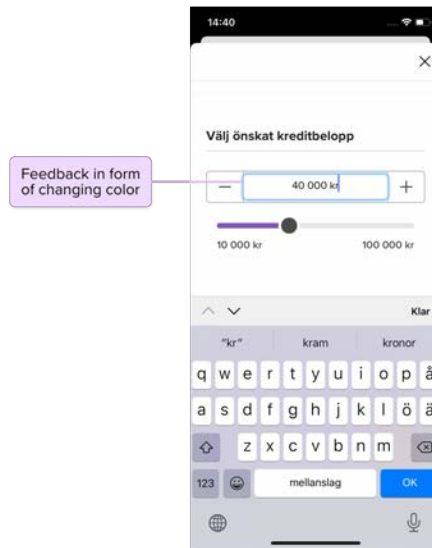 14:40
Välj önskat kreditbelopp
Feedback in form
of changing color
40 000 kr
10 000 kr 100 000 kr
Klar
"kr" kram kronor
q w e r t y u i o p å
a s d f g h j k l ö ä
z x c v b n m
123 mellanslag OK